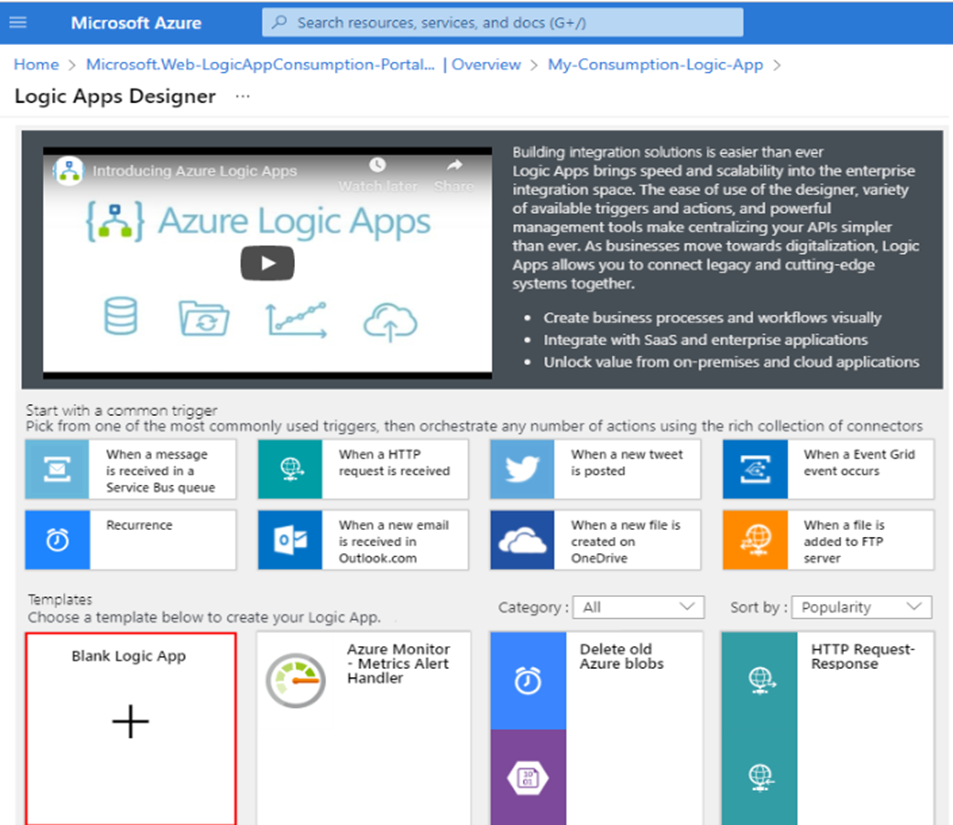 Microsoft Azure
Search resources, services, and docs (G+/)
Home > Microsoft.Web-LogicAppConsumption-Portal... | Overview > My-Consumption-Logic-App >
Logic Apps Designer ...
Introducing Azure Logic Apps
Watch later Share
{ } Azure Logic Apps
Building integration solutions is easier than ever
Logic Apps brings speed and scalability into the enterprise
integration space. The ease of use of the designer, variety
of available triggers and actions, and powerful
management tools make centralizing your APIs simpler
than ever. As businesses move towards digitalization, Logic
Apps allows you to connect legacy and cutting-edge
systems together.
• Create business processes and workflows visually
• Integrate with SaaS and enterprise applications
• Unlock value from on-premises and cloud applications
Start with a common trigger
Pick from one of the most commonly used triggers, then orchestrate any number of actions using the rich collection of connectors
When a message
is received in a
Service Bus queue
When a HTTP
request is received
When a new tweet
is posted
When a Event Grid
event occurs
Recurrence
When a new email
is received in
Outlook.com
When a new file is
created on
OneDrive
When a file is
added to FTP
server
Templates
Choose a template below to create your Logic App.
Category : All
Sort by : Popularity
Blank Logic App
Azure Monitor
- Metrics Alert
Handler
Delete old
Azure blobs
10
01
HTTP Request-
Response